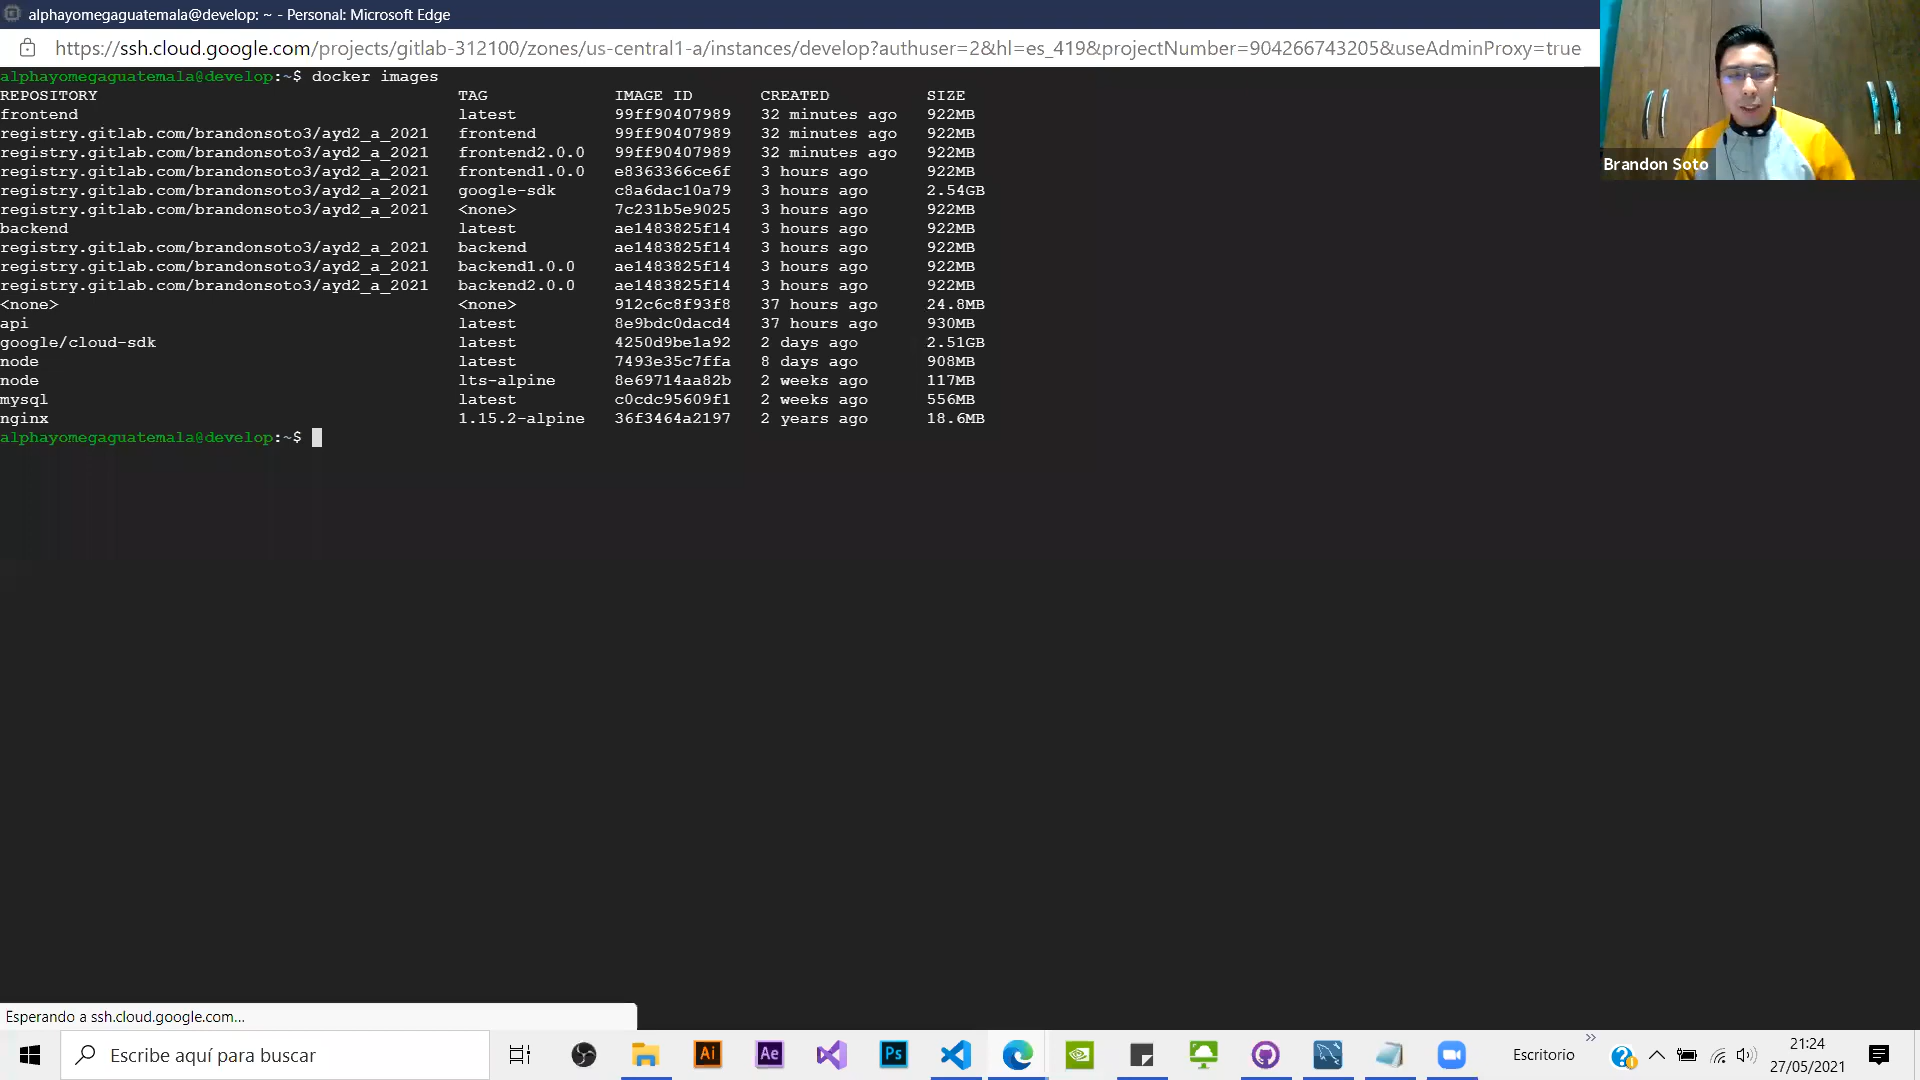 alphayomegaguatemala@develop: ~ - Personal: Microsoft Edge
https://ssh.cloud.google.com/projects/gitlab-312100/zones/us-central1-a/instances/develop?authuser=2&hl=es_419&projectNumber=904266743205&useAdminProxy=true
alphayomegaguatemala@develop:~$ docker images
REPOSITORY TAG IMAGE ID CREATED SIZE
frontend latest 99ff90407989 32 minutes ago 922MB
registry.gitlab.com/brandonsoto3/ayd2_a_2021 frontend 99ff90407989 32 minutes ago 922MB
registry.gitlab.com/brandonsoto3/ayd2_a_2021 frontend2.0.0 99ff90407989 32 minutes ago 922MB
registry.gitlab.com/brandonsoto3/ayd2_a_2021 frontend1.0.0 e8363366ce6f 3 hours ago 922MB
registry.gitlab.com/brandonsoto3/ayd2_a_2021 google-sdk c8a6dac10a79 3 hours ago 2.54GB
registry.gitlab.com/brandonsoto3/ayd2_a_2021 <none> 7c231b5e9025 3 hours ago 922MB
backend latest ae1483825f14 3 hours ago 922MB
registry.gitlab.com/brandonsoto3/ayd2_a_2021 backend ae1483825f14 3 hours ago 922MB
registry.gitlab.com/brandonsoto3/ayd2_a_2021 backend1.0.0 ae1483825f14 3 hours ago 922MB
registry.gitlab.com/brandonsoto3/ayd2_a_2021 backend2.0.0 ae1483825f14 3 hours ago 922MB
<none> <none> 912c6c8f93f8 37 hours ago 24.8MB
api latest 8e9bdc0dacd4 37 hours ago 930MB
google/cloud-sdk latest 4250d9be1a92 2 days ago 2.51GB
node latest 7493e35c7ffa 8 days ago 908MB
node lts-alpine 8e69714aa82b 2 weeks ago 117MB
mysql latest c0cdc95609f1 2 weeks ago 556MB
nginx 1.15.2-alpine 36f3464a2197 2 years ago 18.6MB
alphayomegaguatemala@develop:~$
Brandon Soto
Esperando a ssh.cloud.google.com...
Escribe aquí para buscar
Ai
Ae
Ps
Escritorio
21:24
27/05/2021